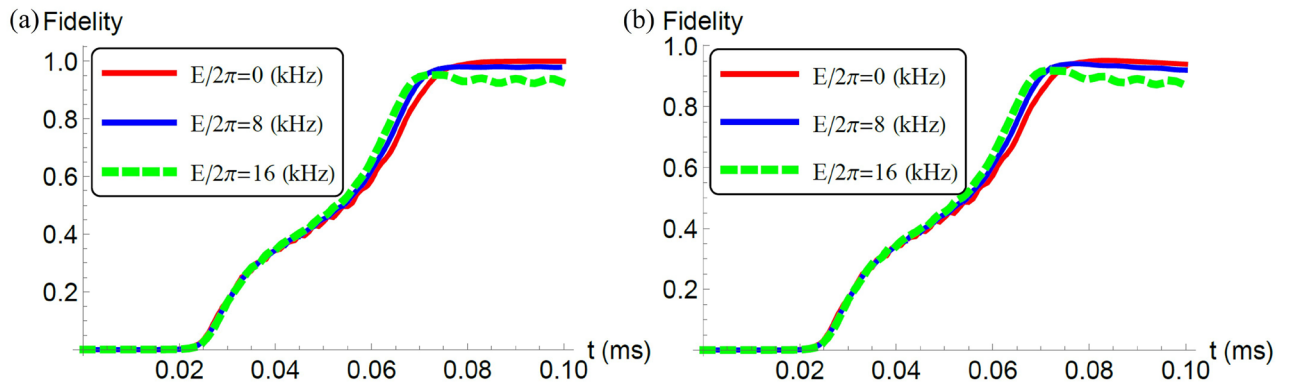 (a) Fidelity
1.0
0.8
0.6
0.4
0.2
E/2π=0 (kHz)
E/2π=8 (kHz)
E/2π=16 (kHz)
0.02 0.04 0.06 0.08 0.10
t (ms)
(b) Fidelity
1.0
0.8
0.6
0.4
0.2
E/2π=0 (kHz)
E/2π=8 (kHz)
E/2π=16 (kHz)
0.02 0.04 0.06 0.08 0.10
t (ms)